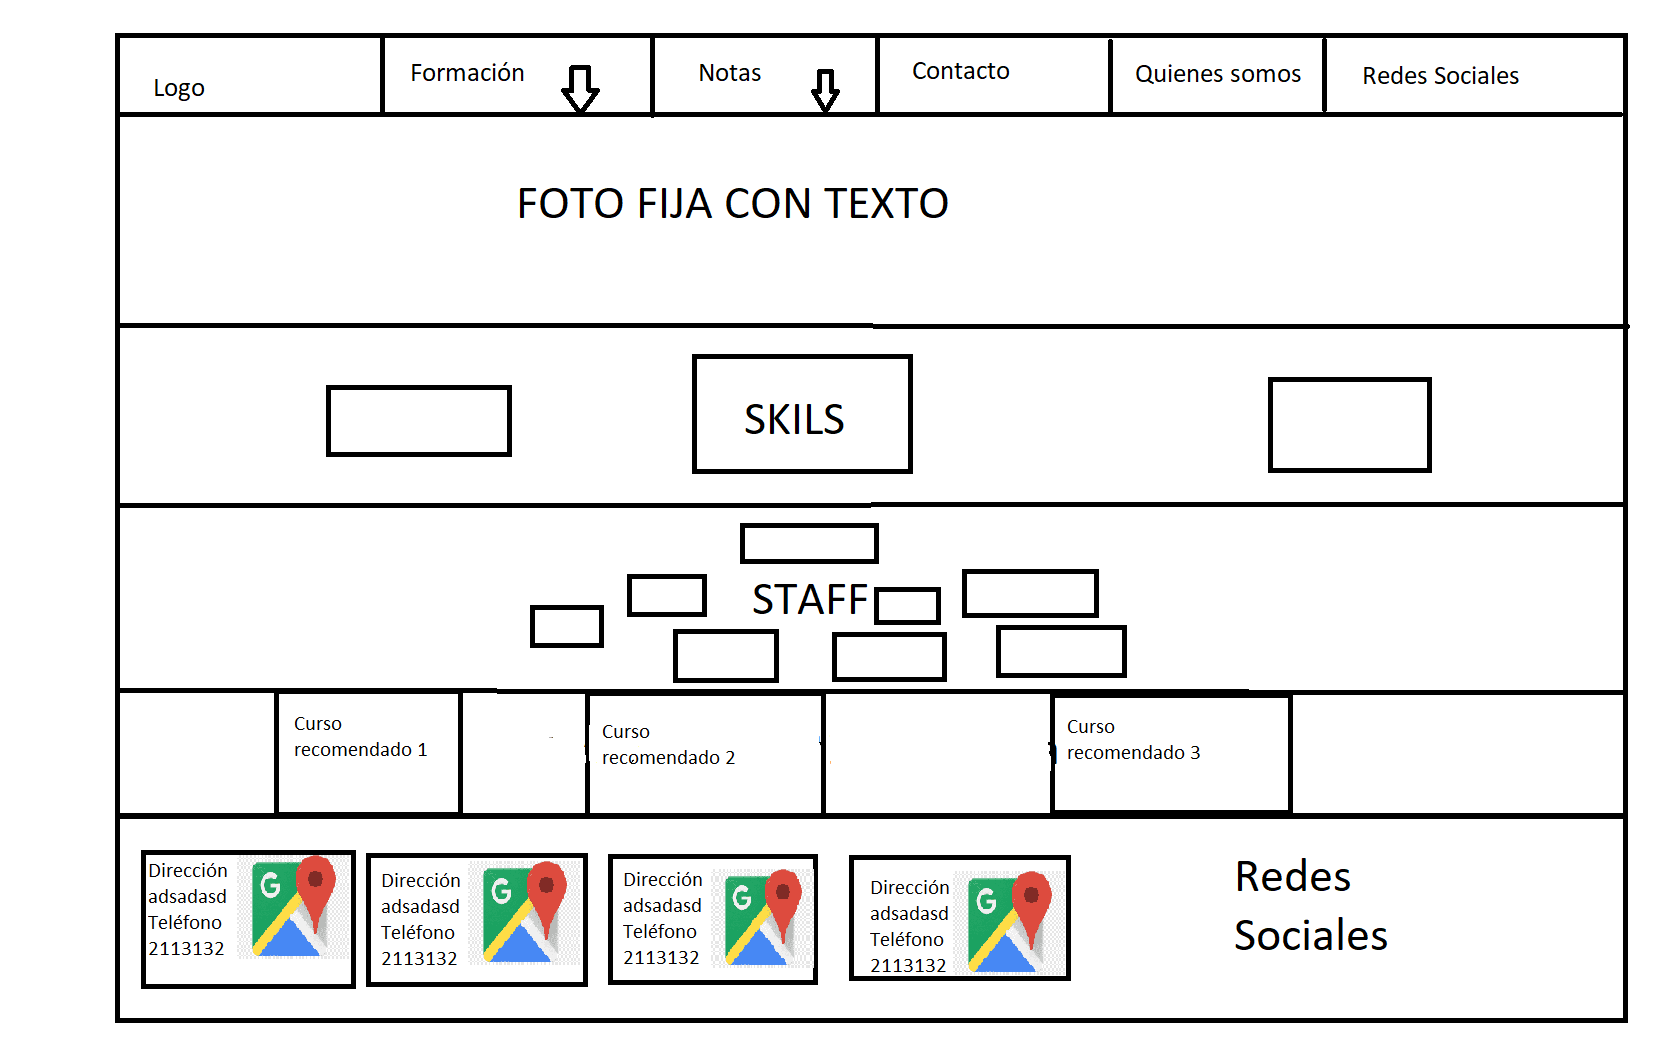 Logo
Formación
Notas
Contacto
Quienes somos
Redes Sociales
FOTO FIJA CON TEXTO
SKILS
STAFF
Curso
recomendado 1
Curso
recomendado 2
Curso
recomendado 3
Dirección
adsadasd
Teléfono
2113132
G
Dirección
adsadasd
Teléfono
2113132
G
Dirección
adsadasd
Teléfono
2113132
G
Dirección
adsadasd
Teléfono
2113132
G
Redes
Sociales